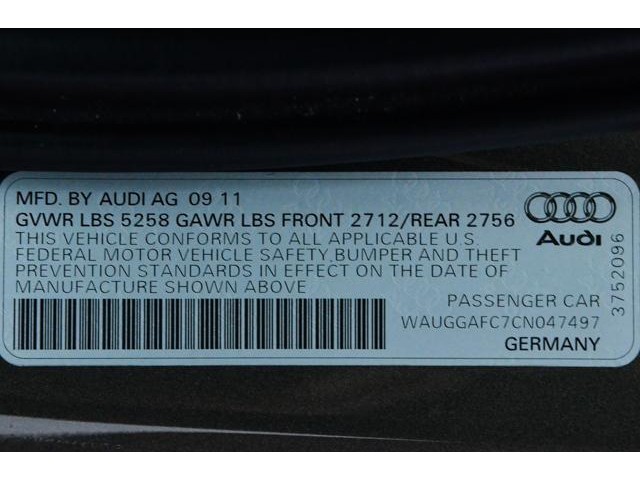 MFD. BY AUDI AG 09 11
GVWR LBS 5258 GAWR LBS FRONT 2712/REAR 2756
THIS VEHICLE CONFORMS TO ALL APPLICABLE U.S.
FEDERAL MOTOR VEHICLE SAFETY,BUMPER AND THEFT
PREVENTION STANDARDS IN EFFECT ON THE DATE OF
MANUFACTURE SHOWN ABOVE
Audi
3752096
PASSENGER CAR
WAUGGAFC7CN047497
GERMANY